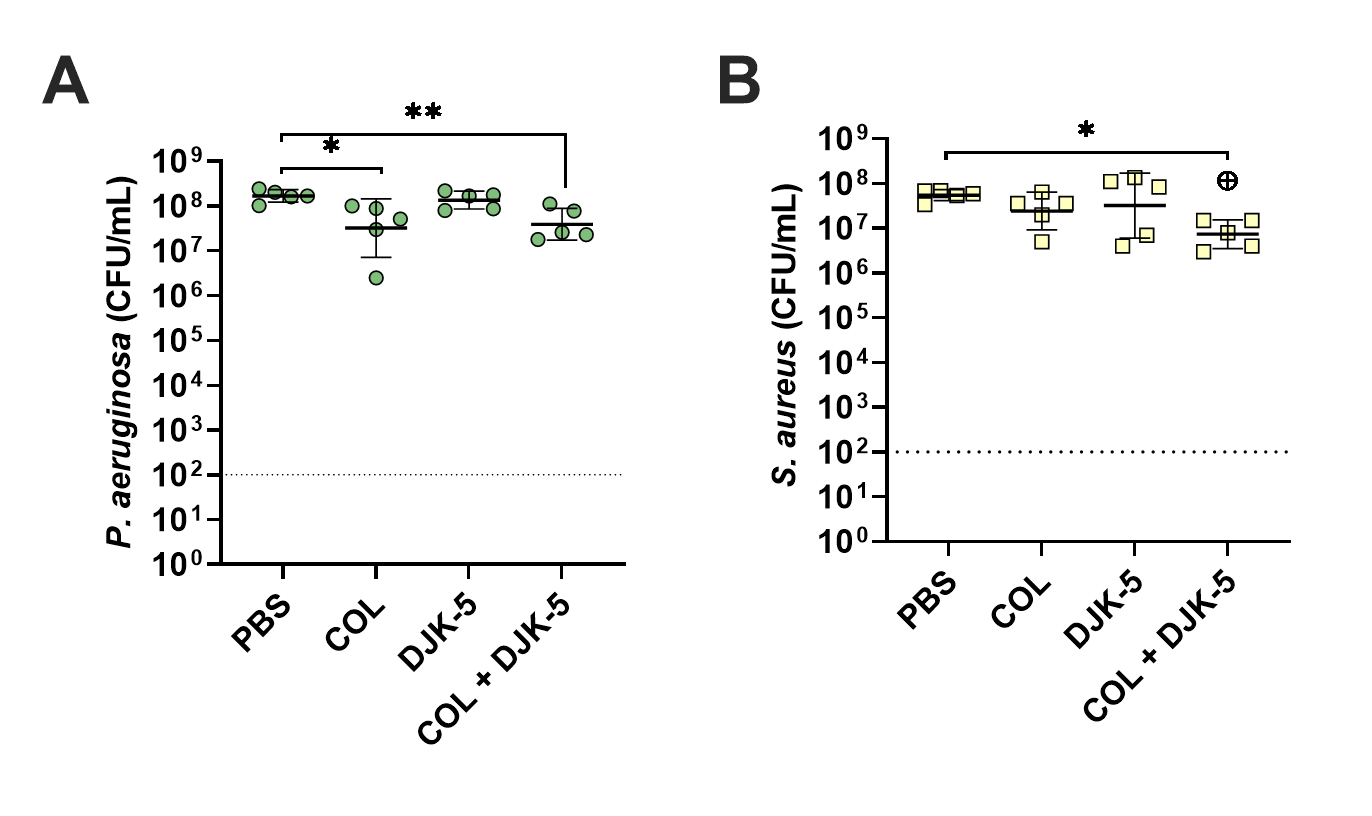 A
**
*
P. aeruginosa (CFU/mL)
10⁹
10⁸
10⁷
10⁶
10⁵
10⁴
10³
10²
10¹
10⁰
PBS
COL
DJK-5
COL + DJK-5
B
*
S. aureus (CFU/mL)
10⁹
10⁸
10⁷
10⁶
10⁵
10⁴
10³
10²
10¹
10⁰
PBS
COL
DJK-5
COL + DJK-5